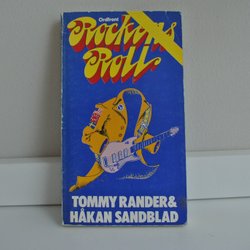 Ordfront
Rockens
Roll
TOMMY RANDER &
HÅKAN SANDBLAD